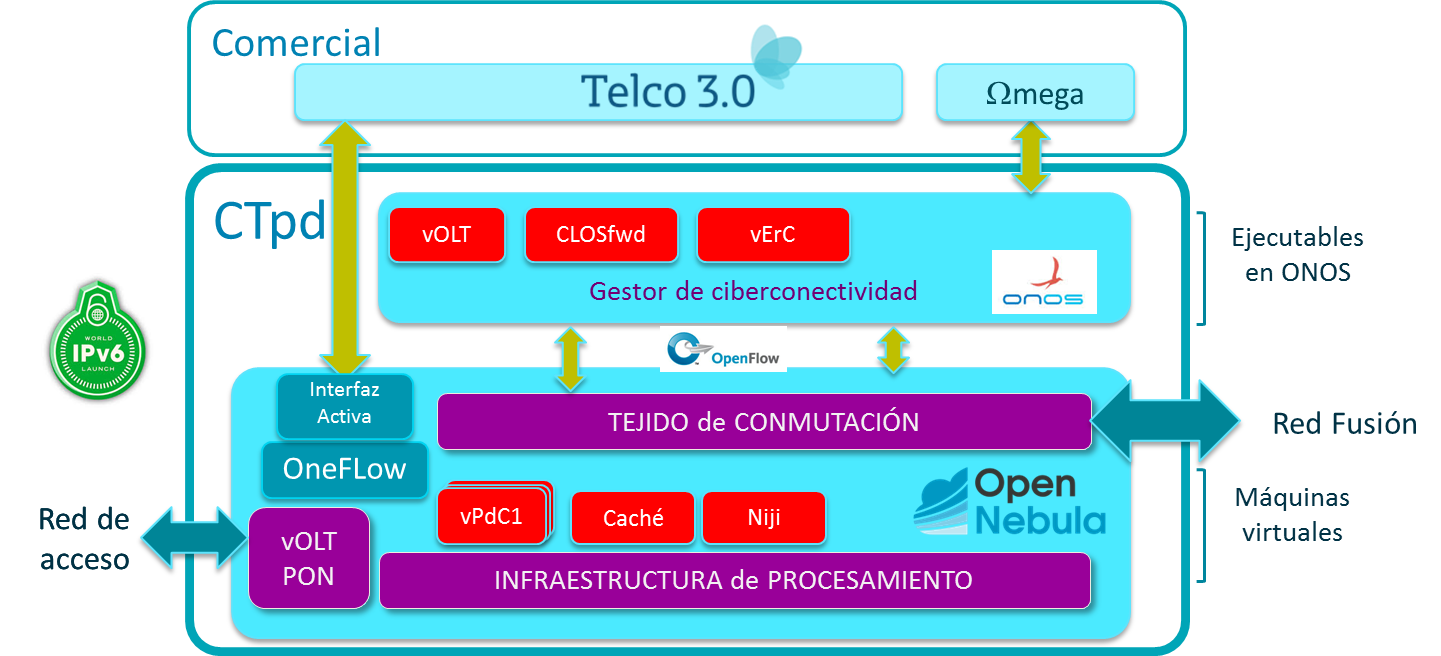 Comercial
Telco 3.0
Ωmega
CTpd
vOLT
CLOSfwd
vErC
Gestor de ciberconectividad
onos
Ejecutables
en ONOS
WORLD
IPv6
LAUNCH
OpenFlow
Interfaz
Activa
TEJIDO de CONMUTACIÓN
Red Fusión
OneFLow
Open
Nebula
Máquinas
virtuales
vPdC1
Caché
Niji
Red de
acceso
vOLT
PON
INFRAESTRUCTURA de PROCESAMIENTO